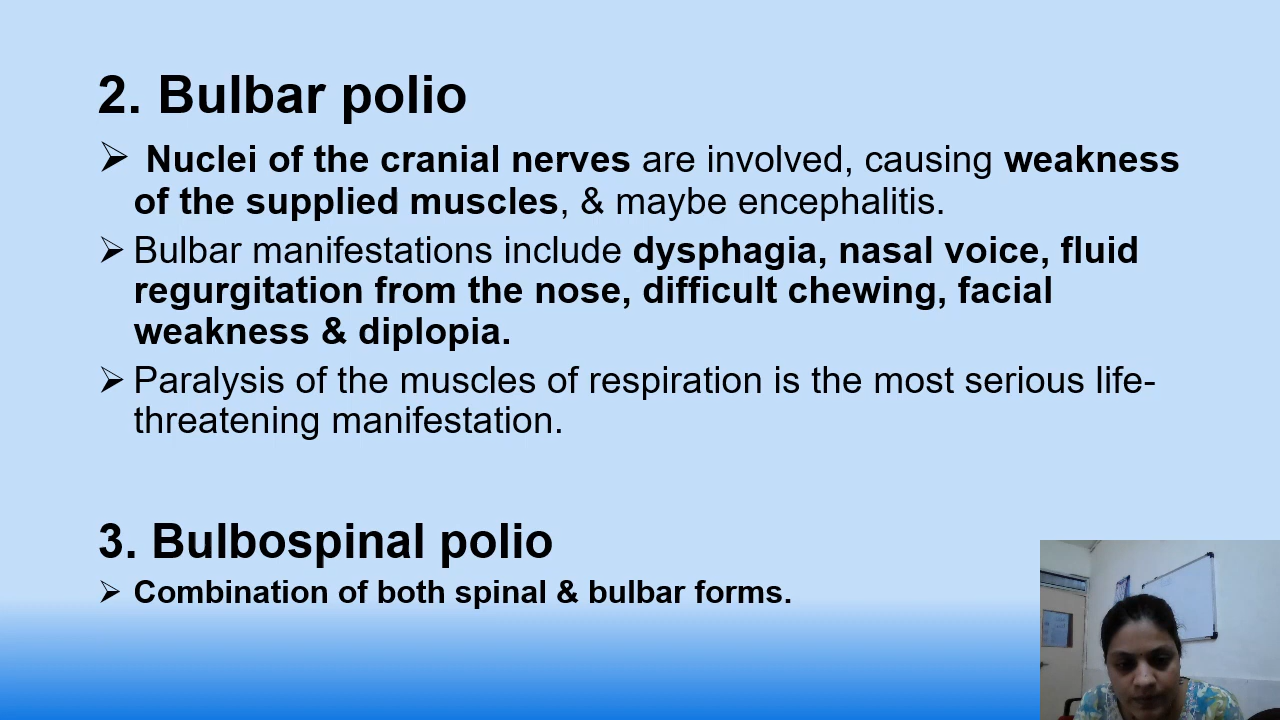 2. Bulbar polio
➢ Nuclei of the cranial nerves are involved, causing weakness
of the supplied muscles, & maybe encephalitis.
➢ Bulbar manifestations include dysphagia, nasal voice, fluid
regurgitation from the nose, difficult chewing, facial
weakness & diplopia.
➢ Paralysis of the muscles of respiration is the most serious life-
threatening manifestation.
3. Bulbospinal polio
➢ Combination of both spinal & bulbar forms.